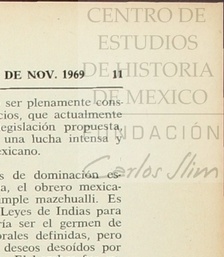 CENTRO DE
ESTUDIOS
DE HISTORIA
DE MEXICO
FUNDACIÓN
Carlos Slim
DE NOV. 1969 11
ser plenamente cons-
cios, que actualmente
legislación propuesta,
una lucha intensa y
exicano.
s de dominación es-
a, el obrero mexica-
imple mazehualli. Es
Leyes de Indias para
ría ser el germen de
orales definidas, pero
deseos desoídos por